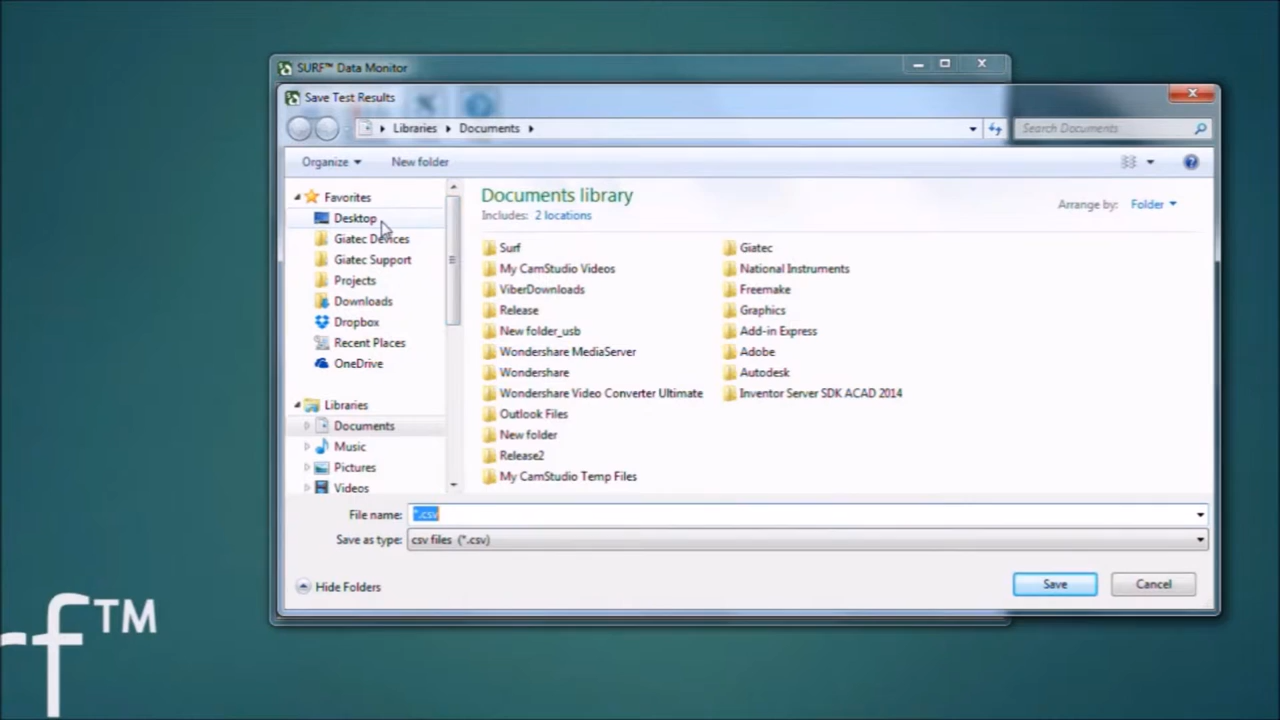 SURF™ Data Monitor
Save Test Results
Libraries Documents
Search Documents
Organize
New folder
Favorites
Desktop
Giatec Devices
Giatec Support
Projects
Downloads
Dropbox
Recent Places
OneDrive
Libraries
Documents
Music
Pictures
Videos
Documents library
Includes: 2 locations
Arrange by: Folder
Surf
My CamStudio Videos
ViberDownloads
Release
New folder_usb
Wondershare MediaServer
Wondershare
Wondershare Video Converter Ultimate
Outlook Files
New folder
Release2
My CamStudio Temp Files
Giatec
National Instruments
Freemake
Graphics
Add-in Express
Adobe
Autodesk
Inventor Server SDK ACAD 2014
File name: *.csv
Save as type: csv files (*.csv)
Hide Folders
Save
Cancel
rf™